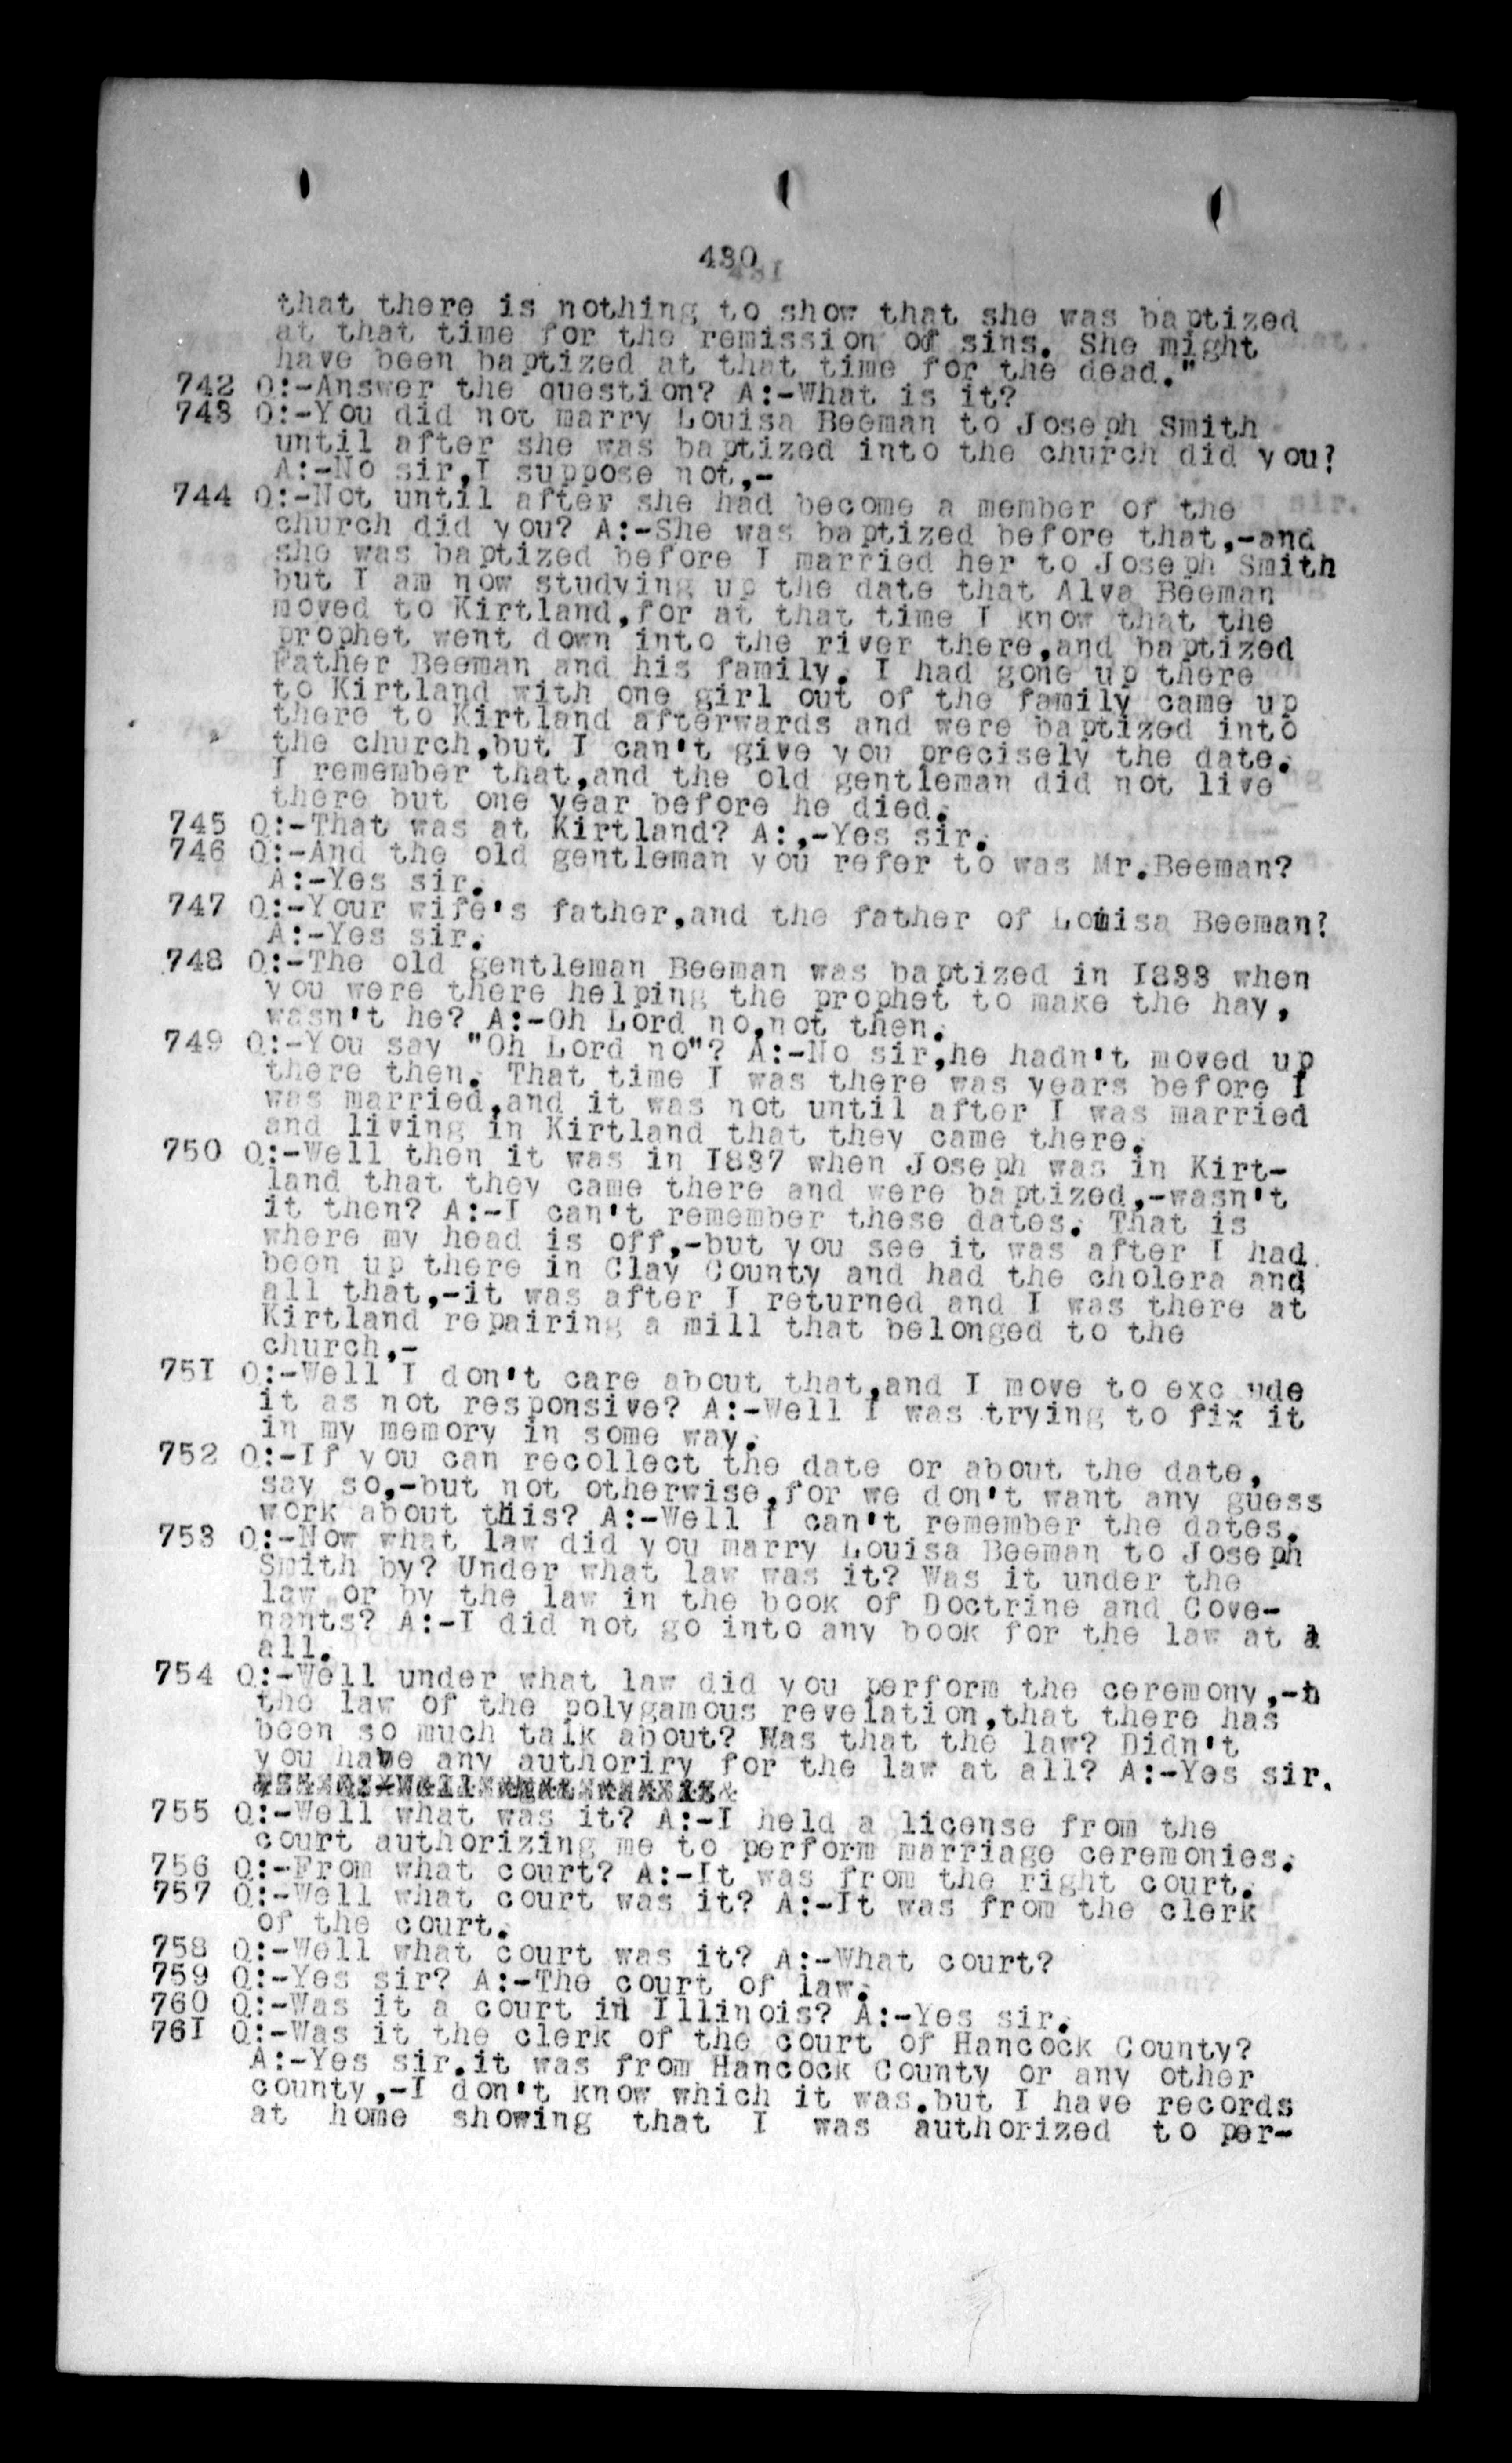 430
that there is nothing to show that she was baptized
at that time for the remission of sins. She might
have been baptized at that time for the dead."
742 Q:-Answer the question? A:-What is it?
743 Q:-You did not marry Louisa Beeman to Joseph Smith
until after she was baptized into the church did you?
A:-No sir,I suppose not,-
744 Q:-Not until after she had become a member of the
church did you? A:-She was baptized before that,-and
she was baptized before I married her to Joseph Smith
but I am now studying up the date that Alva Beeman
moved to Kirtland,for at that time I know that the
prophet went down into the river there,and baptized
Father Beeman and his family. I had gone up there
to Kirtland with one girl out of the family came up
there to Kirtland afterwards and were baptized into
the church,but I can't give you precisely the date.
I remember that,and the old gentleman did not live
there but one year before he died.
745 Q:-That was at Kirtland? A:,-Yes sir.
746 Q:-And the old gentleman you refer to was Mr.Beeman?
A:-Yes sir.
747 Q:-Your wife's father,and the father of Louisa Beeman?
A:-Yes sir.
748 Q:-The old gentleman Beeman was baptized in I833 when
you were there helping the prophet to make the hay,
wasn't he? A:-Oh Lord no,not then.
749 Q:-You say "Oh Lord no"? A:-No sir,he hadn't moved up
there then. That time I was there was years before I
was married,and it was not until after I was married
and living in Kirtland that they came there.
750 Q:-Well then it was in I837 when Joseph was in Kirt-
land that they came there and were baptized,-wasn't
it then? A:-I can't remember these dates. That is
where my head is off,-but you see it was after I had
been up there in Clay County and had the cholera and
all that,-it was after I returned and I was there at
Kirtland repairing a mill that belonged to the
church,-
75I Q:-Well I don't care about that,and I move to exc ude
it as not responsive? A:-Well I was trying to fix it
in my memory in some way.
752 Q:-If you can recollect the date or about the date,
say so,-but not otherwise,for we don't want any guess
work about this? A:-Well I can't remember the dates.
753 Q:-Now what law did you marry Louisa Beeman to Joseph
Smith by? Under what law was it? Was it under the
law or by the law in the book of Doctrine and Cove-
nants? A:-I did not go into any book for the law at
all.
754 Q:-Well under what law did you perform the ceremony,-
the law of the polygamous revelation,that there has
been so much talk about? Was that the law? Didn't
you have any authoriry for the law at all? A:-Yes sir.
755 Q:-Well what was it? A:-I held a license from the
court authorizing me to perform marriage ceremonies.
756 Q:-From what court? A:-It was from the right court.
757 Q:-Well what court was it? A:-It was from the clerk
of the court.
758 Q:-Well what court was it? A:-What court?
759 Q:-Yes sir? A:-The court of law.
760 Q:-Was it a court in Illinois? A:-Yes sir.
76I Q:-Was it the clerk of the court of Hancock County?
A:-Yes sir.it was from Hancock County or any other
county,-I don't know which it was.but I have records
at home showing that I was authorized to per-